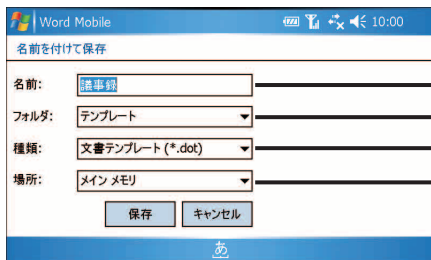 Word Mobile 10:00
名前を付けて保存
名前: 議事録
フォルダ: テンプレート
種類: 文書テンプレート (*.dot)
場所: メイン メモリ
保存 キャンセル
あ